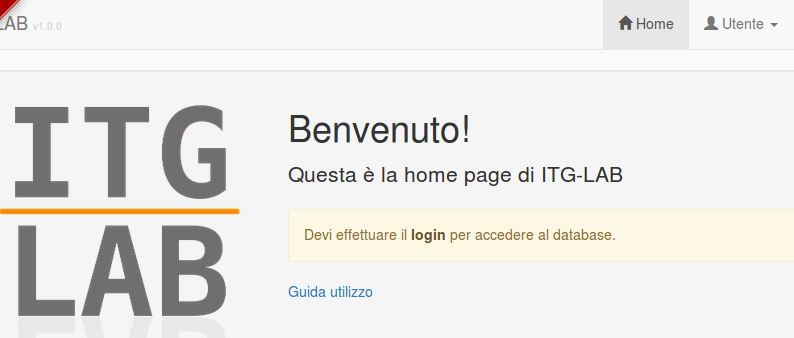 LAB v1.0.0
Home
Utente
ITG
LAB
Benvenuto!
Questa è la home page di ITG-LAB
Devi effettuare il login per accedere al database.
Guida utilizzo